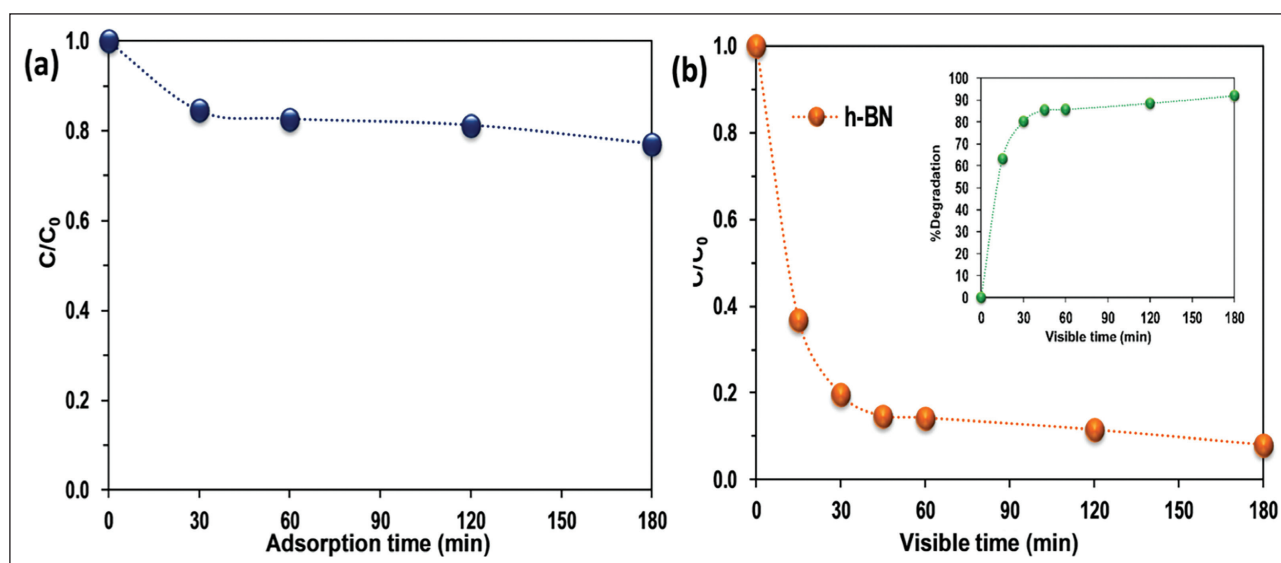 (a)
1.0
0.8
0.6
0.4
0.2
0.0
C/C0
0 30 60 90 120 150 180
Adsorption time (min)
(b)
1.0
0.8
0.6
0.4
0.2
0.0
C/C0
h-BN
100
90
80
70
60
50
40
30
20
10
0
%Degradation
0 30 60 90 120 150 180
Visible time (min)
0 30 60 90 120 150 180
Visible time (min)